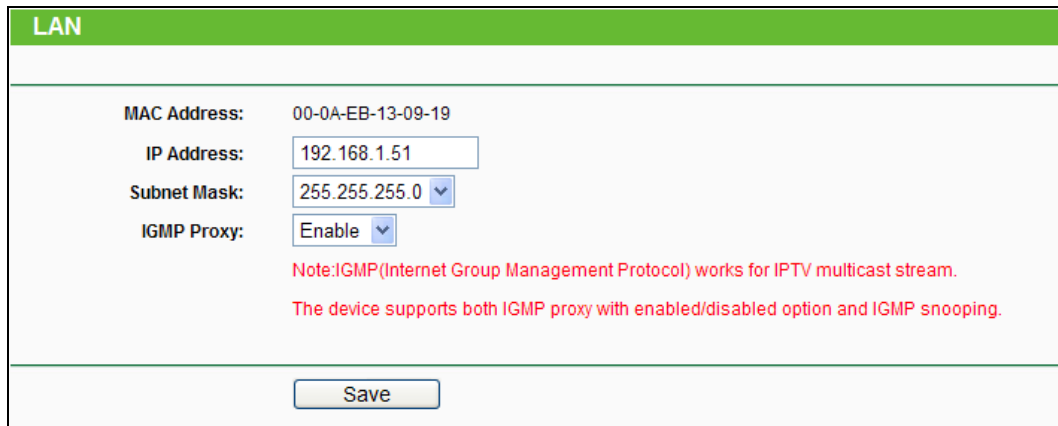 LAN
MAC Address: 00-0A-EB-13-09-19
IP Address: 192.168.1.51
Subnet Mask: 255.255.255.0
IGMP Proxy: Enable
Note:IGMP(Internet Group Management Protocol) works for IPTV multicast stream.
The device supports both IGMP proxy with enabled/disabled option and IGMP snooping.
Save